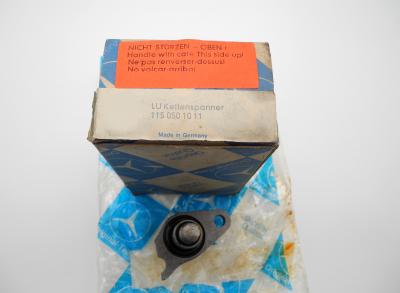 NICHT STÜRZEN - OBEN !
Handle with care This side up!
Ne pas renverser-dessus!
No volcar-arriba!
LU Kettenspanner
115 050 10 11
Made in Germany